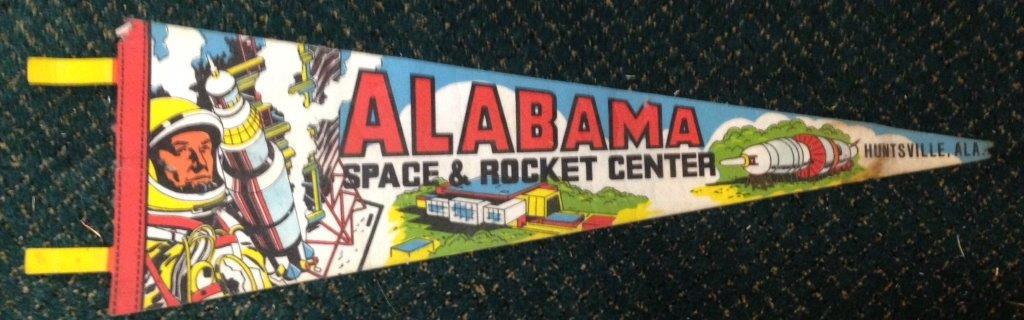 ALABAMA
SPACE & ROCKET CENTER
HUNTSVILLE, ALA.